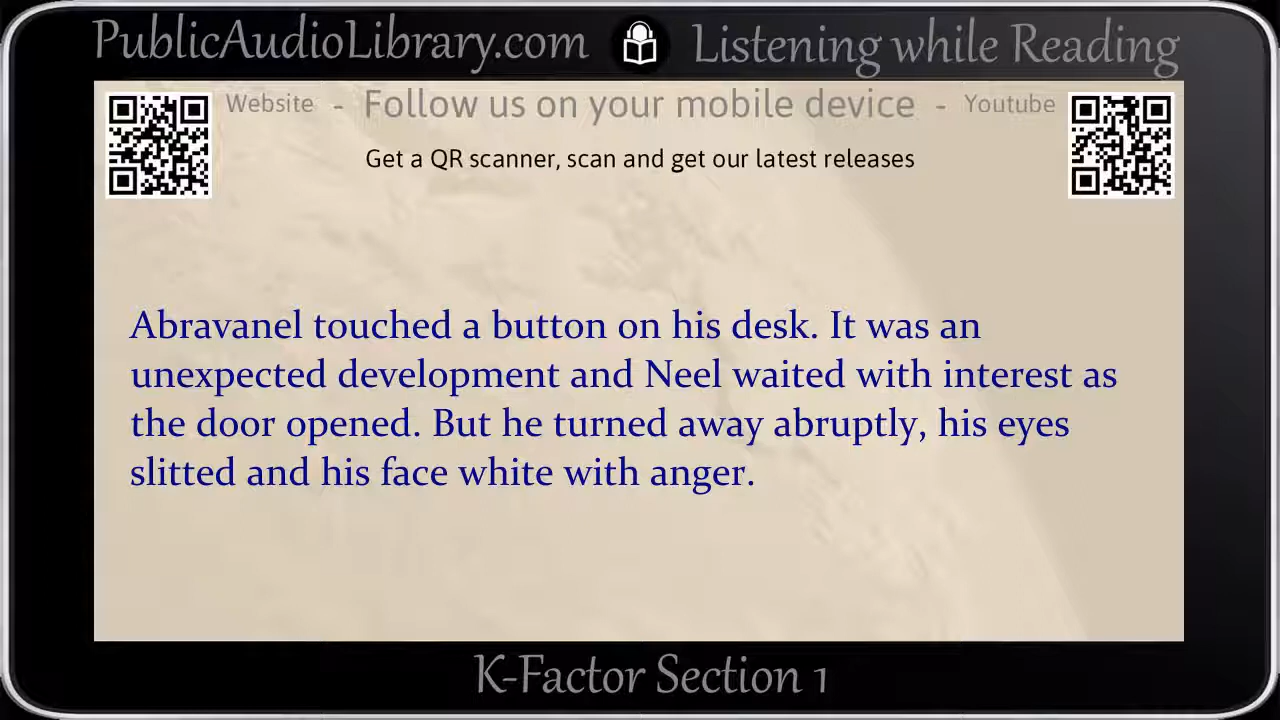 PublicAudioLibrary.com Listening while Reading
Website - Follow us on your mobile device - Youtube
Get a QR scanner, scan and get our latest releases
Abravanel touched a button on his desk. It was an
unexpected development and Neel waited with interest as
the door opened. But he turned away abruptly, his eyes
slitted and his face white with anger.
K-Factor Section 1